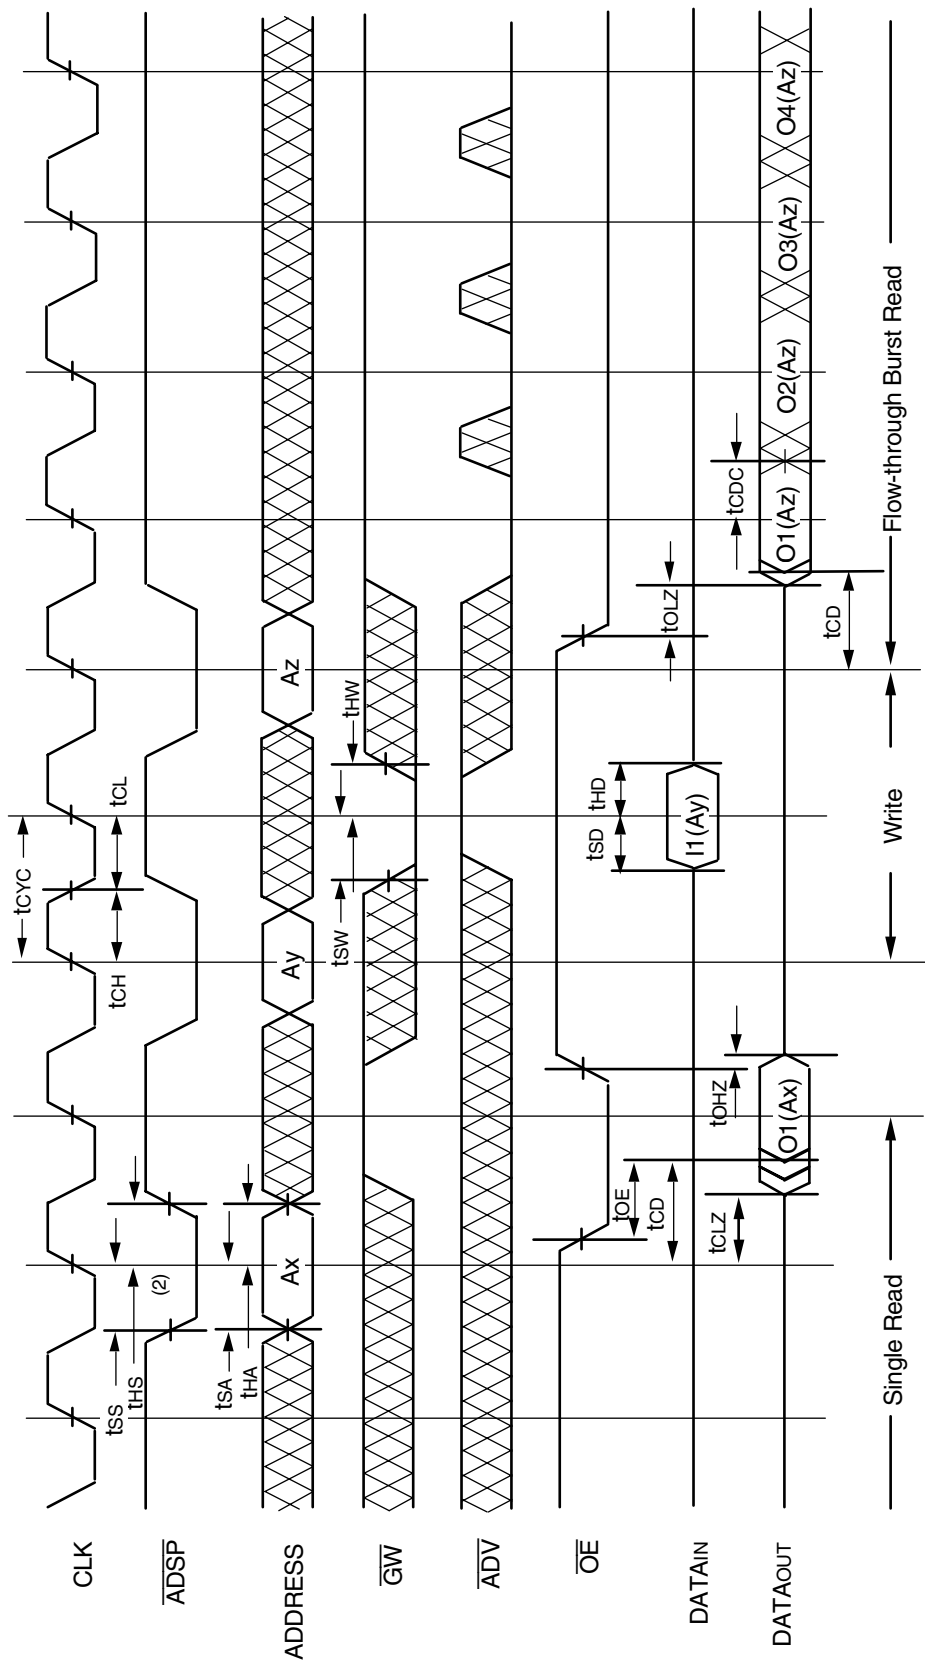 CLK
tCYC
tSS
tHS
(2)
tCH
tCL
ADSP
tSA
tHA
ADDRESS
Ax
Ay
Az
GW
tSW
tHW
ADV
OE
tOE
tCD
tOHZ
tSD
tHD
tOLZ
DATAIN
I1(Ay)
tCLZ
tCDC
tCD
DATAOUT
O1(Ax)
O1(Az)
O2(Az)
O3(Az)
O4(Az)
Single Read
Write
Flow-through Burst Read